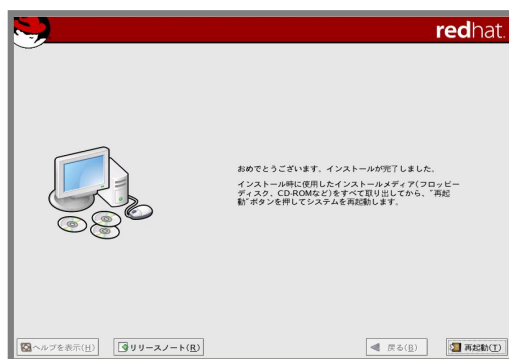 redhat.
おめでとうございます。インストールが完了しました。
インストール時に使用したインストールメディア(フロッピー
ディスク、CD-ROMなど)をすべて取り出してから、"再起
動"ボタンを押してシステムを再起動します。
ヘルプを表示(H)
リリースノート(R)
戻る(B)
再起動(T)